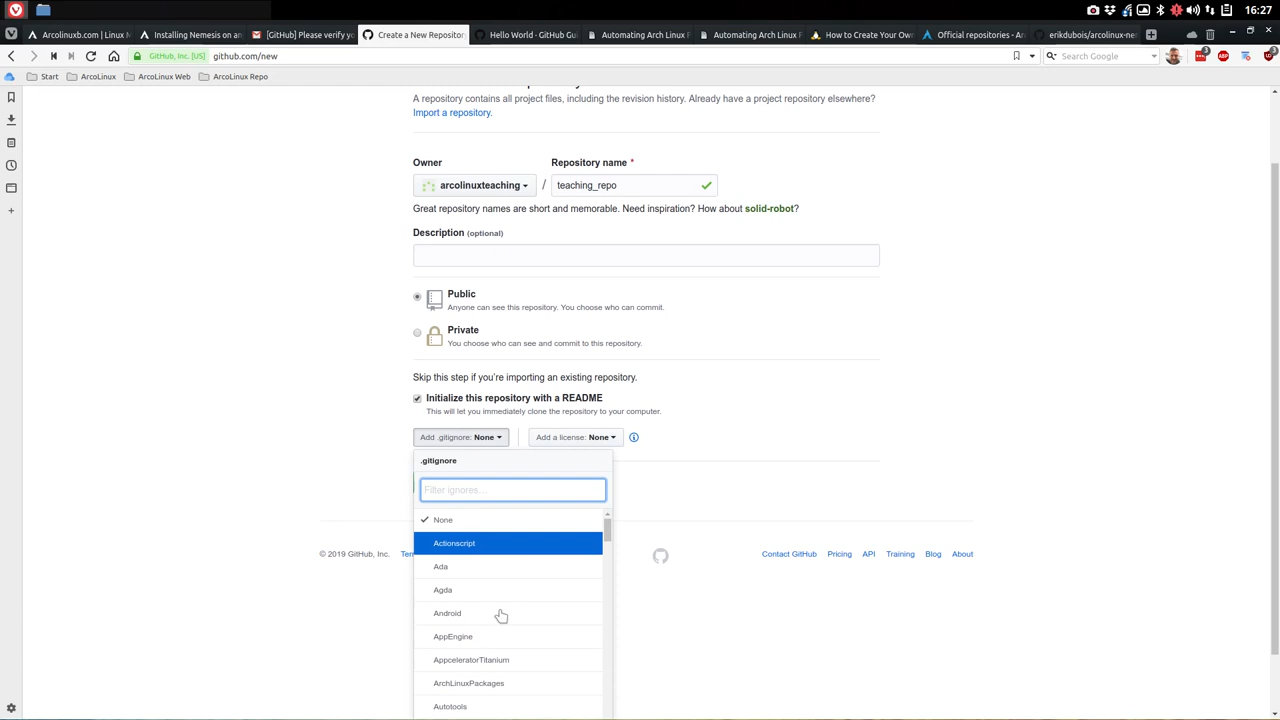 16:27
Arcolinuxb.com | Linux M
Installing Nemesis on an
[GitHub] Please verify yo
Create a New Repository
Hello World - GitHub Gui
Automating Arch Linux F
Automating Arch Linux F
How to Create Your Own
Official repositories - Ar
erikdubois/arcolinux-ne
GitHub, Inc. [US]
github.com/new
Search Google
3
ABP
3
Start
ArcoLinux
ArcoLinux Web
ArcoLinux Repo
A repository contains all project files, including the revision history. Already have a project repository elsewhere?
Import a repository.
Owner
Repository name *
arcolinuxteaching
/
teaching_repo
Great repository names are short and memorable. Need inspiration? How about solid-robot?
Description (optional)
Public
Anyone can see this repository. You choose who can commit.
Private
You choose who can see and commit to this repository.
Skip this step if you're importing an existing repository.
Initialize this repository with a README
This will let you immediately clone the repository to your computer.
Add .gitignore: None
Add a license: None
.gitignore
Filter ignores…
None
Actionscript
Ada
Agda
Android
AppEngine
AppceleratorTitanium
ArchLinuxPackages
Autotools
© 2019 GitHub, Inc.
Ter
Contact GitHub
Pricing
API
Training
Blog
About